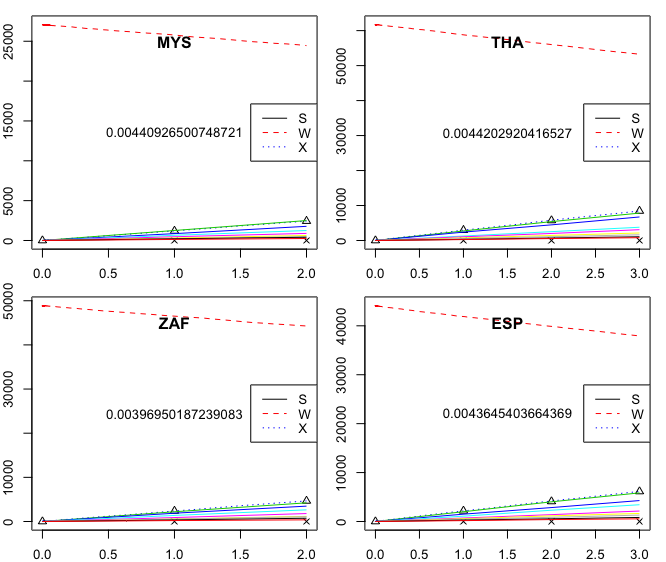 MYS
25000
15000
5000
0
0.00440926500748721
S
W
X
0.0 0.5 1.0 1.5 2.0
THA
50000
30000
10000
0
0.0044202920416527
S
W
X
0.0 0.5 1.0 1.5 2.0 2.5 3.0
ZAF
50000
30000
10000
0
0.00396950187239083
S
W
X
0.0 0.5 1.0 1.5 2.0
ESP
40000
30000
20000
10000
0
0.0043645403664369
S
W
X
0.0 0.5 1.0 1.5 2.0 2.5 3.0